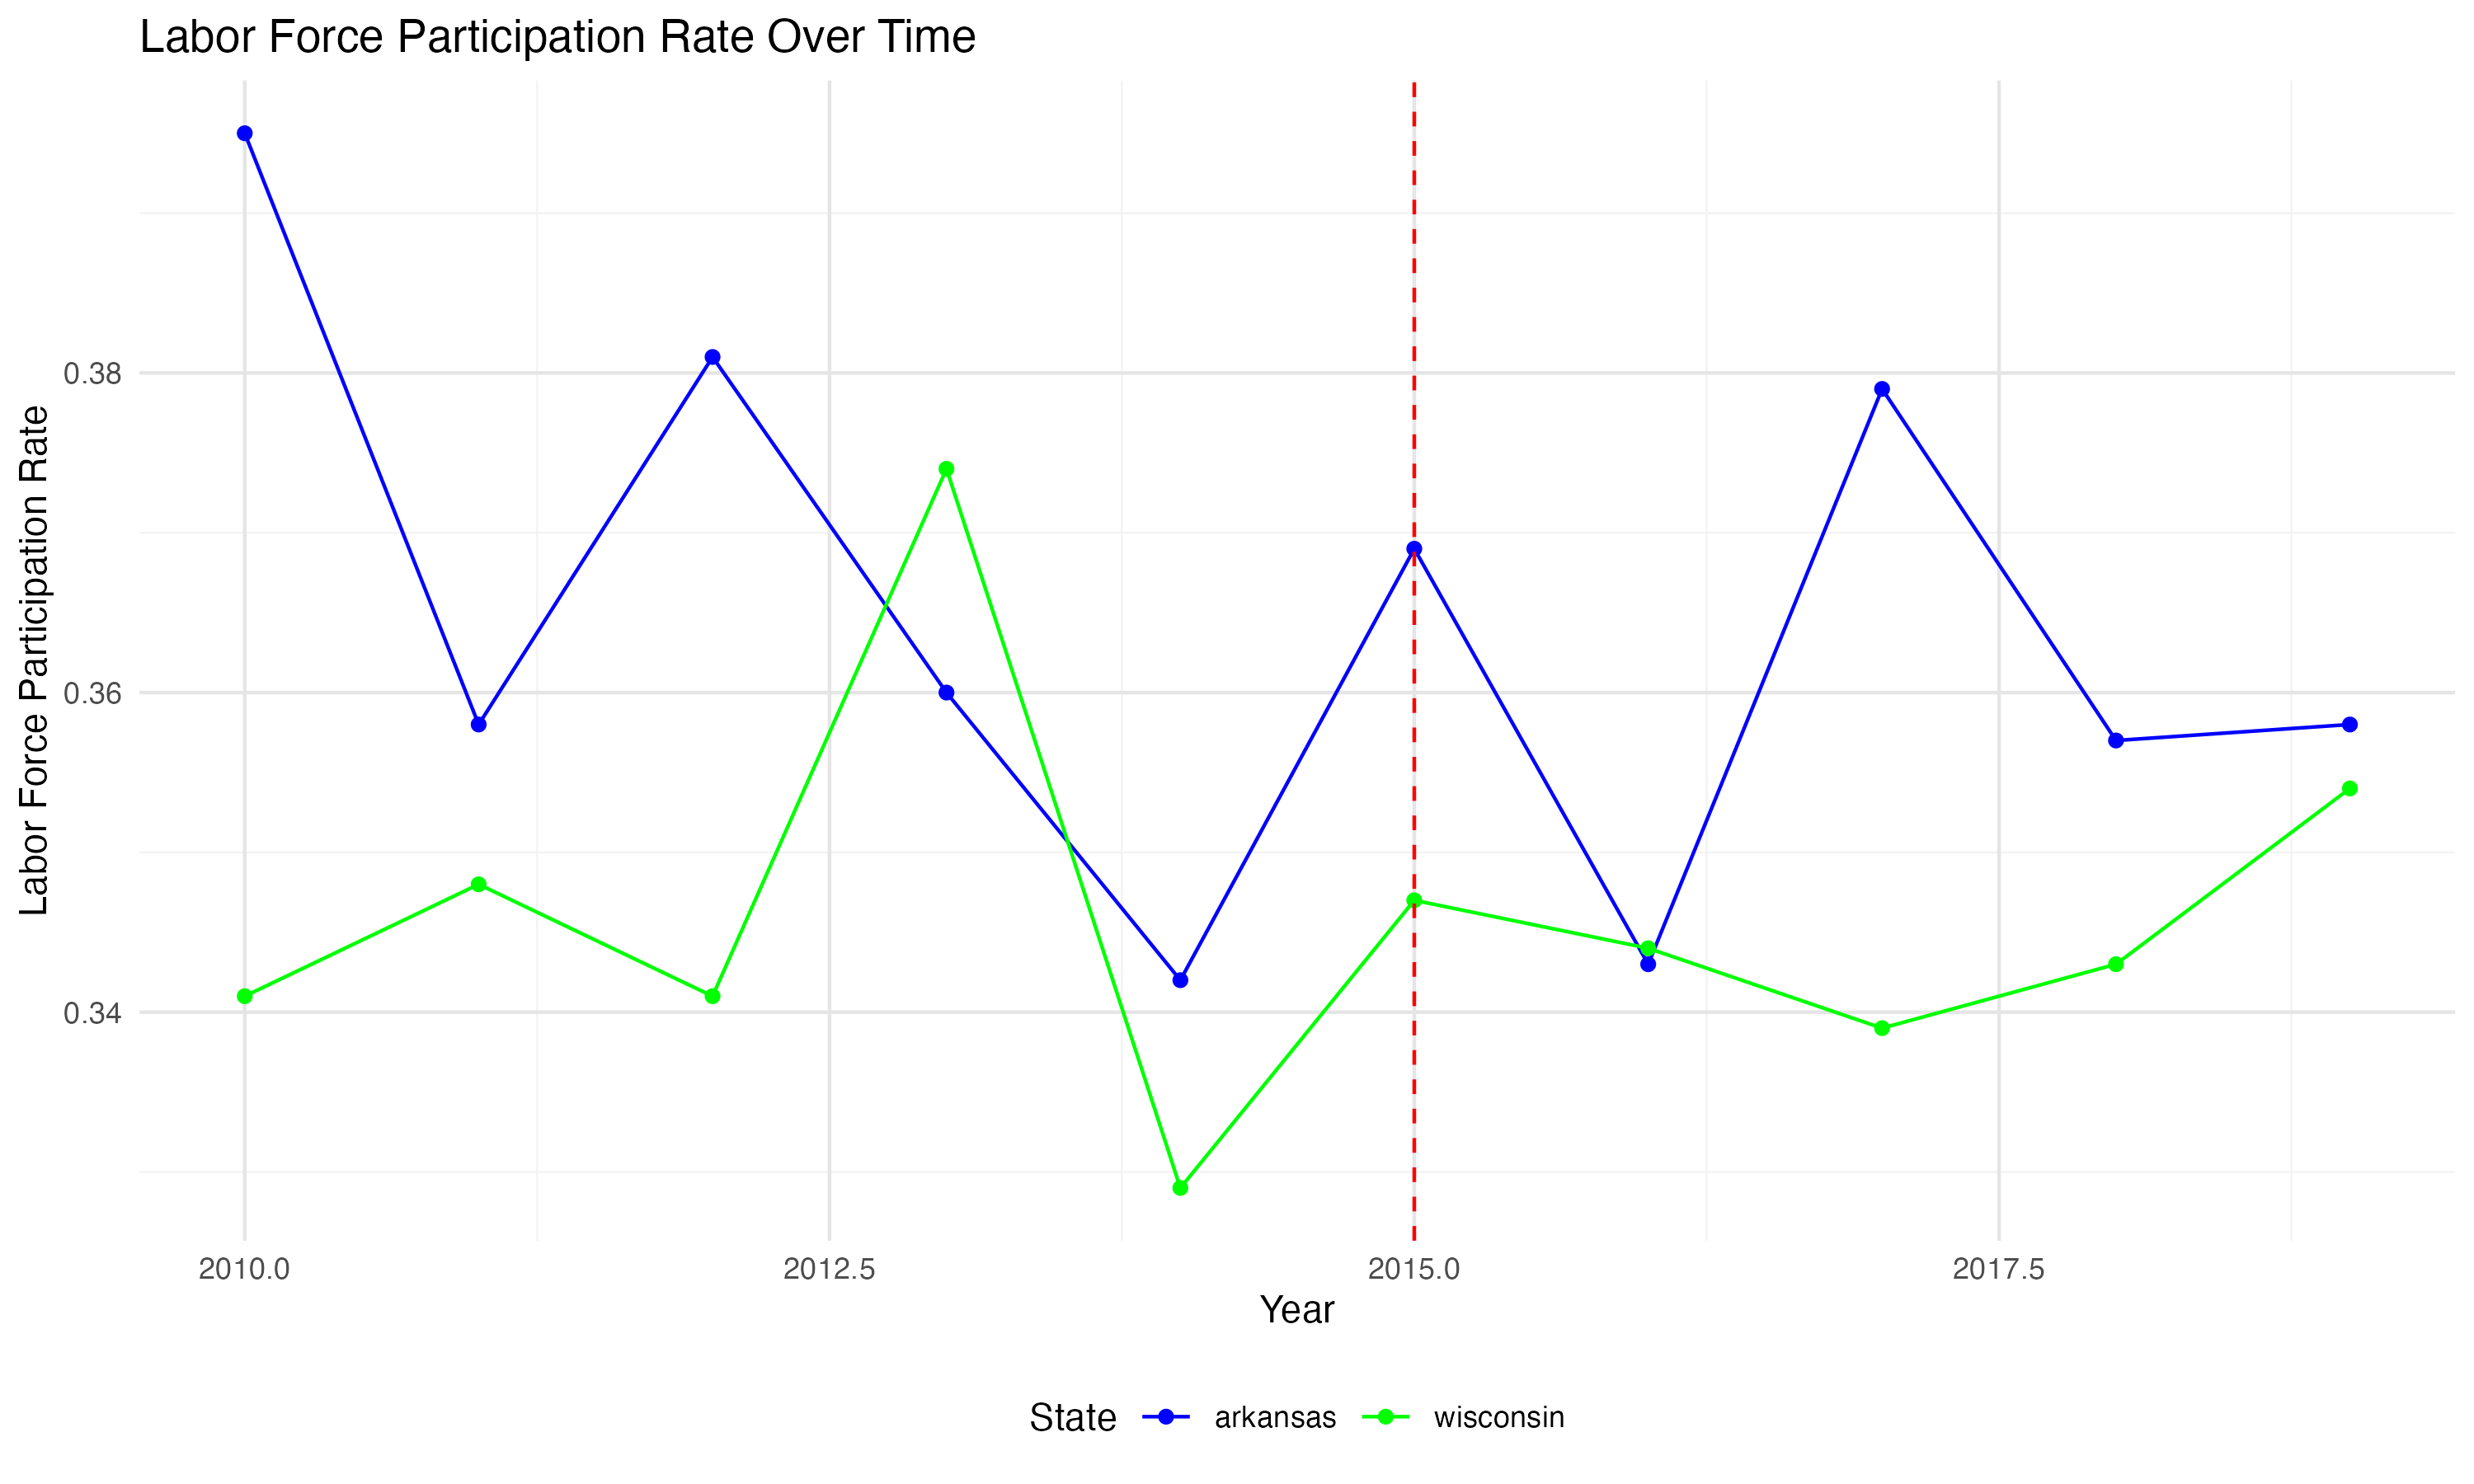 Labor Force Participation Rate Over Time
Labor Force Participation Rate
0.38
0.36
0.34
2010.0 2012.5 2015.0 2017.5
Year
State arkansas wisconsin